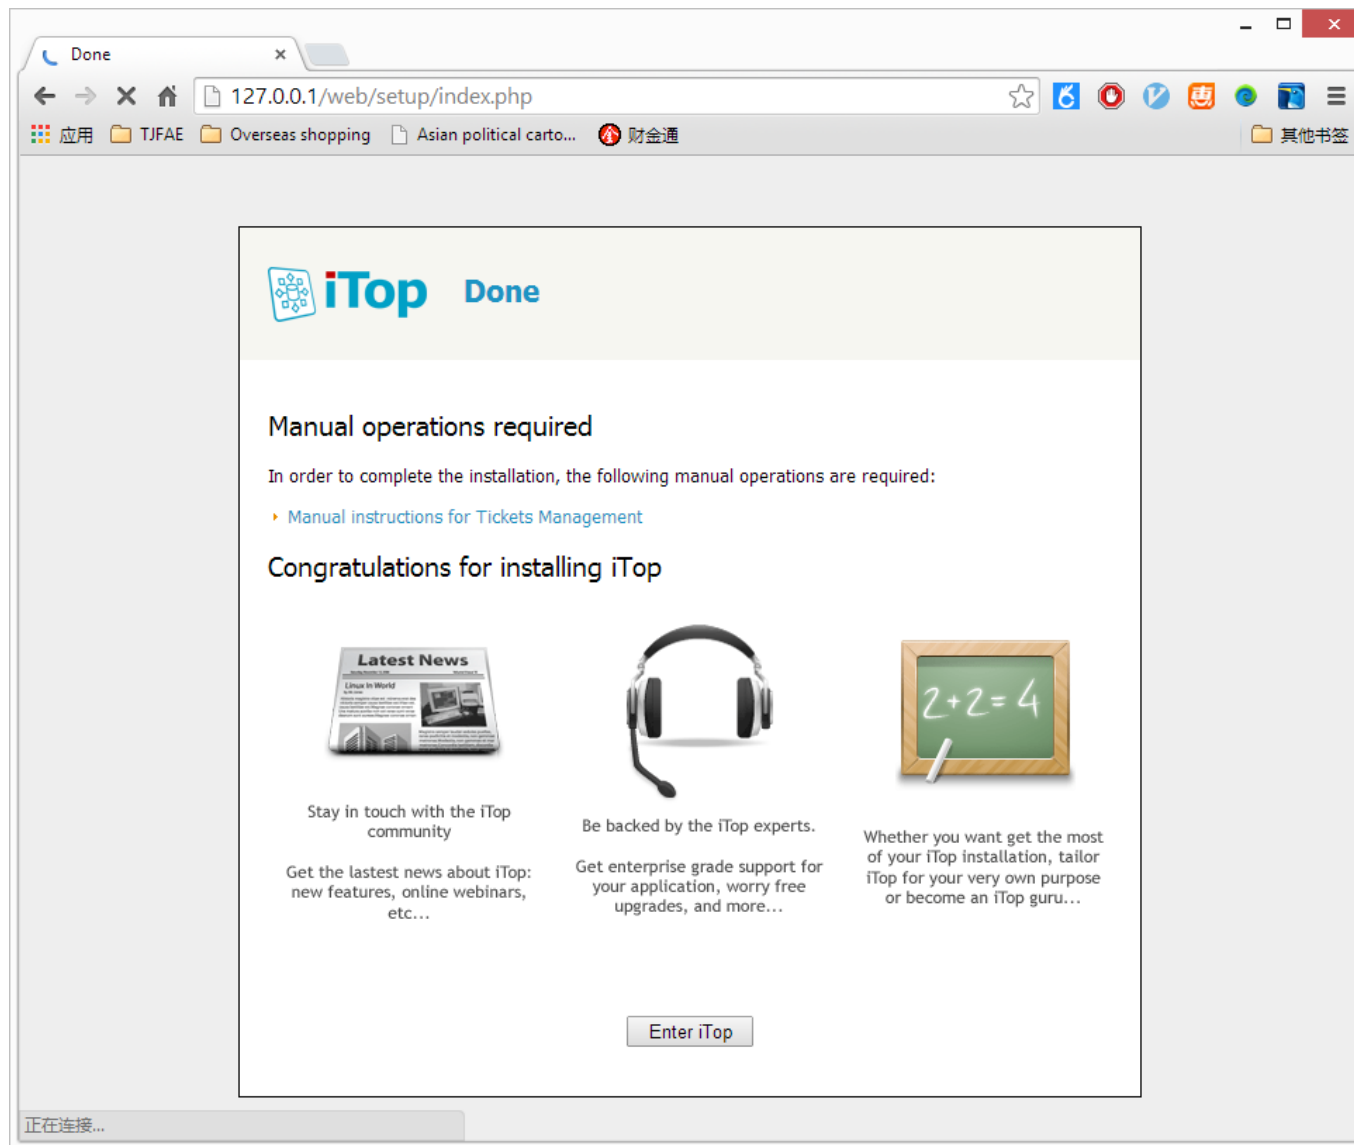 Done
127.0.0.1/web/setup/index.php
应用 TJFAE Overseas shopping Asian political carto... 财金通 其他书签
iTop Done
Manual operations required
In order to complete the installation, the following manual operations are required:
Manual instructions for Tickets Management
Congratulations for installing iTop
Latest News
Linux In World
2+2=4
Stay in touch with the iTop
community
Get the lastest news about iTop:
new features, online webinars,
etc...
Be backed by the iTop experts.
Get enterprise grade support for
your application, worry free
upgrades, and more...
Whether you want get the most
of your iTop installation, tailor
iTop for your very own purpose
or become an iTop guru...
Enter iTop
正在连接...